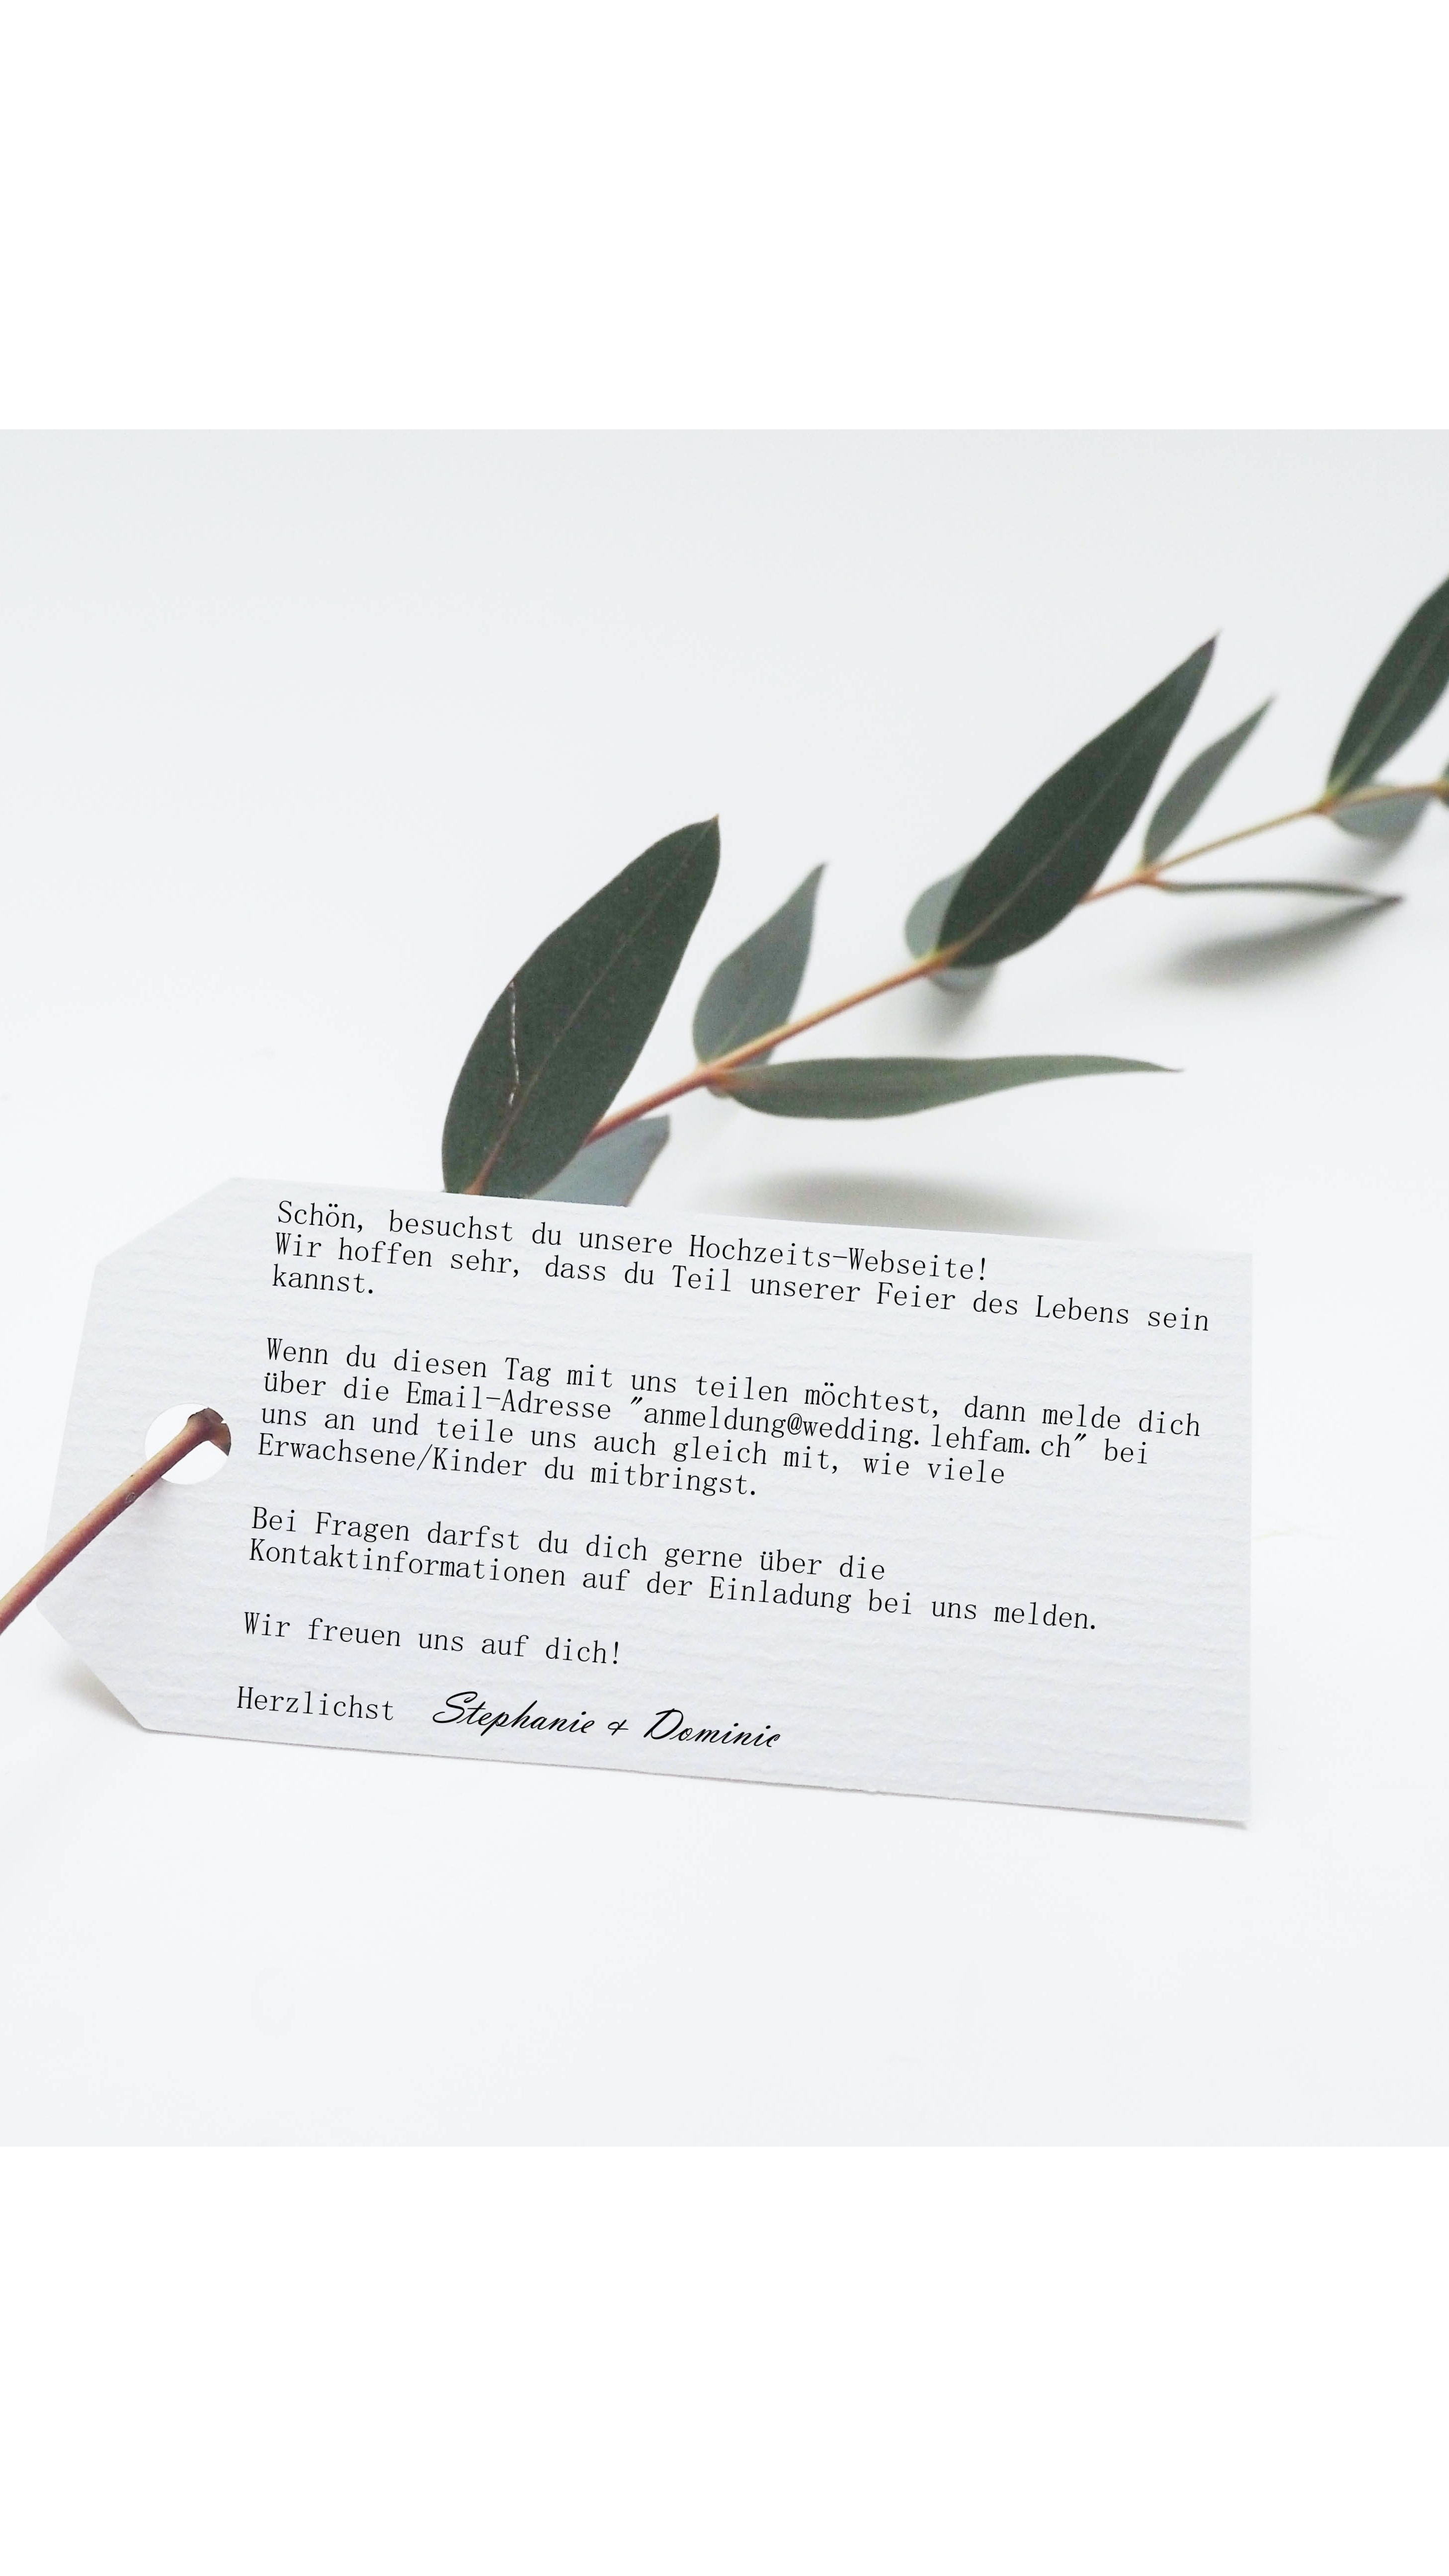 Schön, besuchst du unsere Hochzeits-Webseite!
Wir hoffen sehr, dass du Teil unserer Feier des Lebens sein
kannst.
Wenn du diesen Tag mit uns teilen möchtest, dann melde dich
über die Email-Adresse "anmeldung@wedding.lehfam.ch" bei
uns an und teile uns auch gleich mit, wie viele
Erwachsene/Kinder du mitbringst.
Bei Fragen darfst du dich gerne über die
Kontaktinformationen auf der Einladung bei uns melden.
Wir freuen uns auf dich!
Herzlichst Stephanie & Dominic